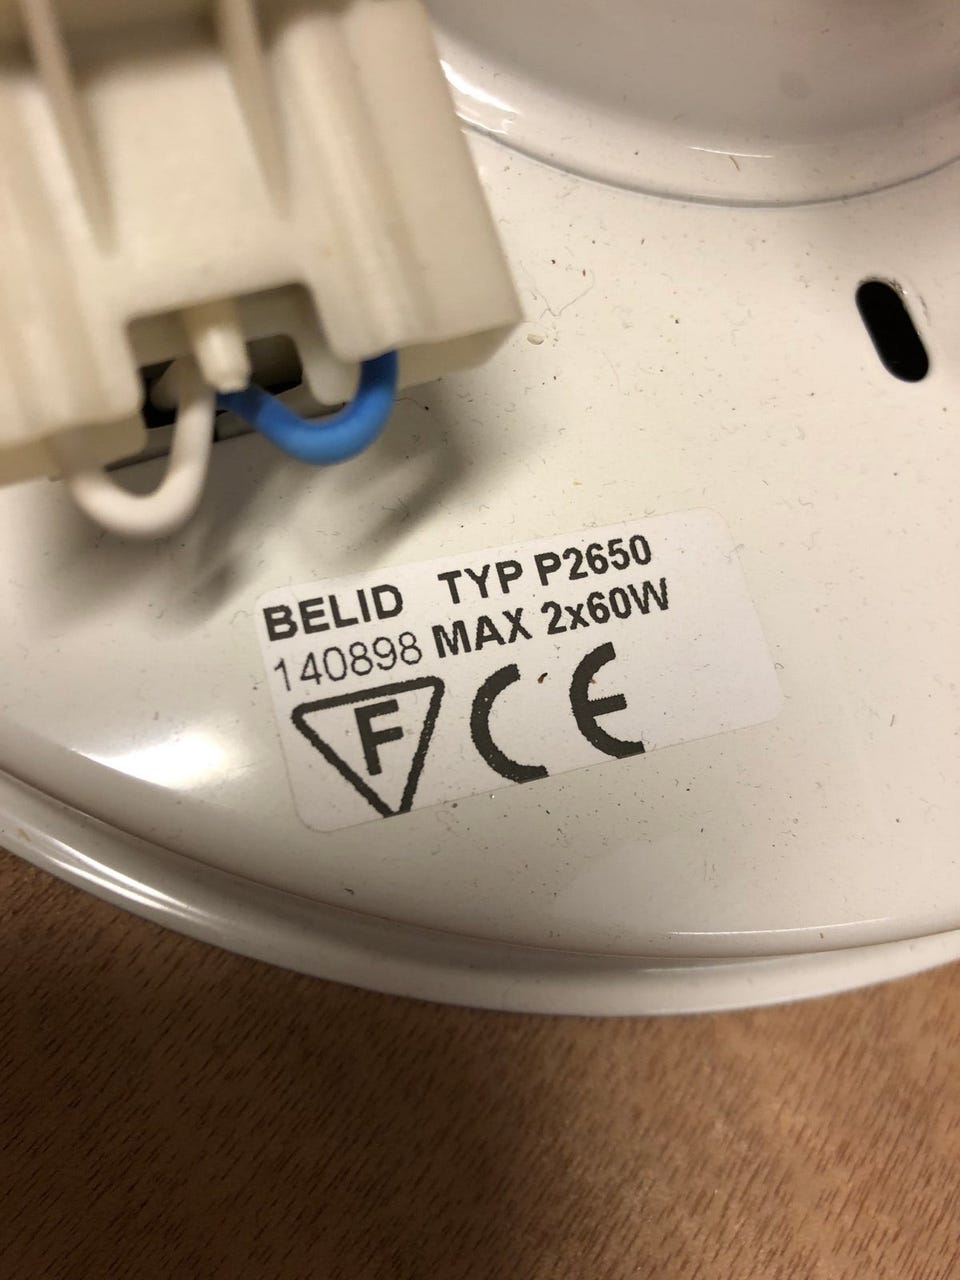 BELID TYP P2650
140898 MAX 2x60W
F CE